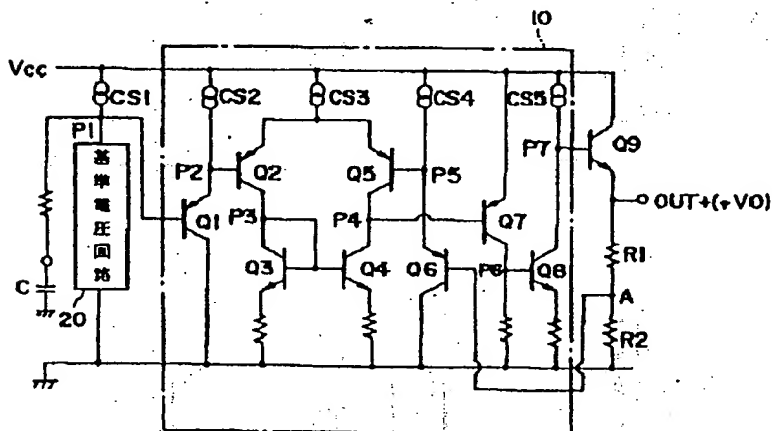 10
Vcc
CS1
CS2
CS3
CS4
CS5
P1
P2
Q2
Q5
P5
P7
Q9
基準電圧回路
Q1
P3
P4
Q7
OUT+(+VO)
Q3
Q4
Q6
P6
Q8
R1
A
R2
C
20